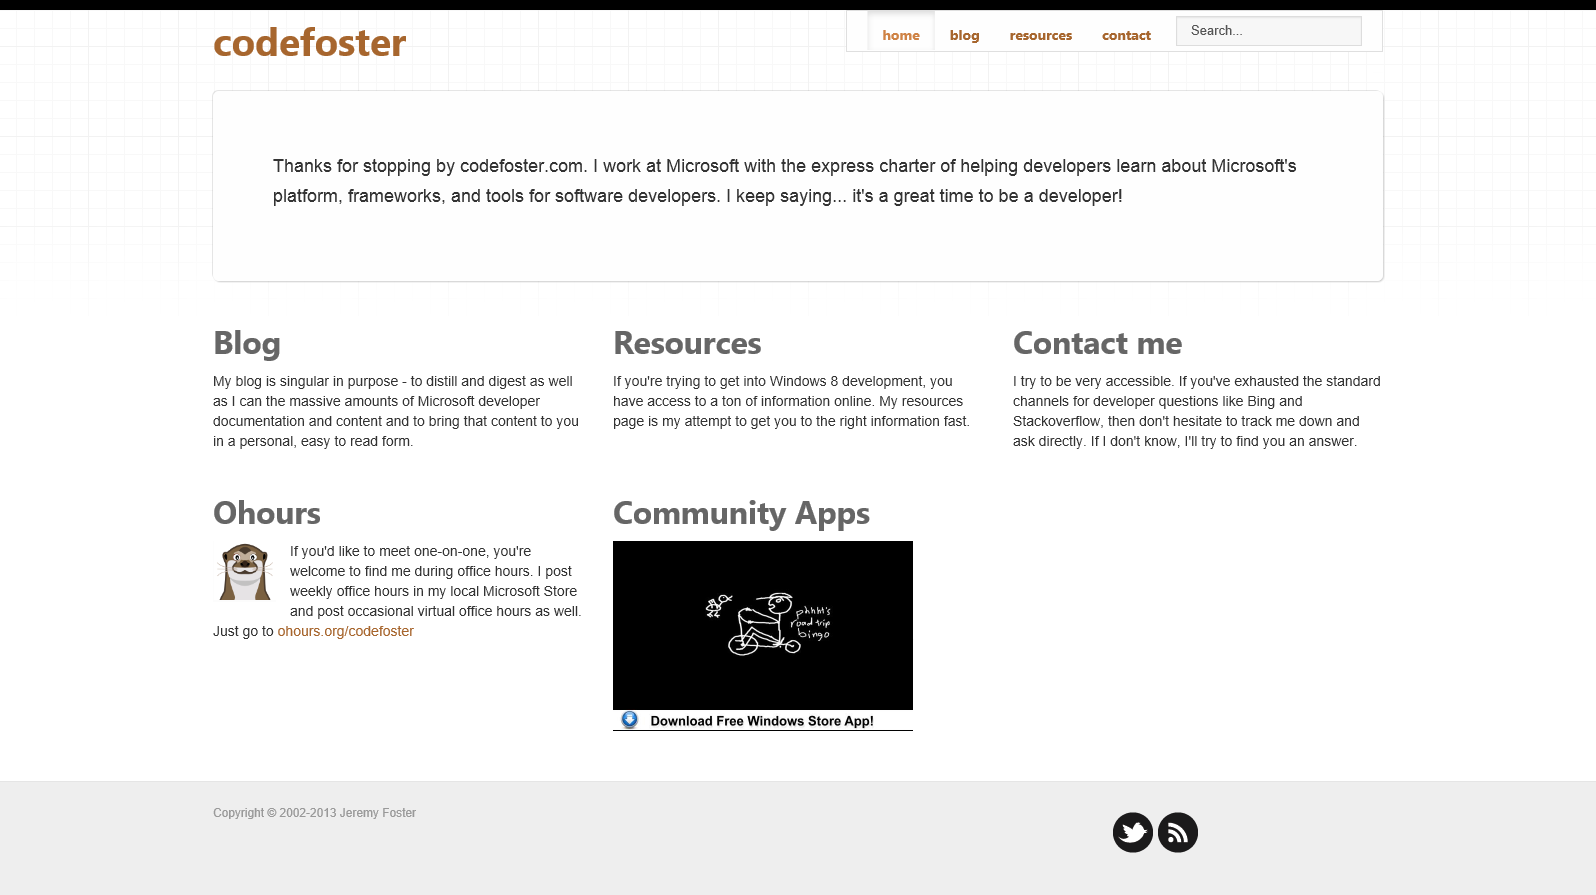 codefoster
home
blog
resources
contact
Search...
Thanks for stopping by codefoster.com. I work at Microsoft with the express charter of helping developers learn about Microsoft's
platform, frameworks, and tools for software developers. I keep saying... it's a great time to be a developer!
Blog
My blog is singular in purpose - to distill and digest as well
as I can the massive amounts of Microsoft developer
documentation and content and to bring that content to you
in a personal, easy to read form.
Resources
If you're trying to get into Windows 8 development, you
have access to a ton of information online. My resources
page is my attempt to get you to the right information fast.
Contact me
I try to be very accessible. If you've exhausted the standard
channels for developer questions like Bing and
Stackoverflow, then don't hesitate to track me down and
ask directly. If I don't know, I'll try to find you an answer.
Ohours
If you'd like to meet one-on-one, you're
welcome to find me during office hours. I post
weekly office hours in my local Microsoft Store
and post occasional virtual office hours as well.
Just go to ohours.org/codefoster
Community Apps
phhht's
road trip
bingo
Download Free Windows Store App!
Copyright © 2002-2013 Jeremy Foster